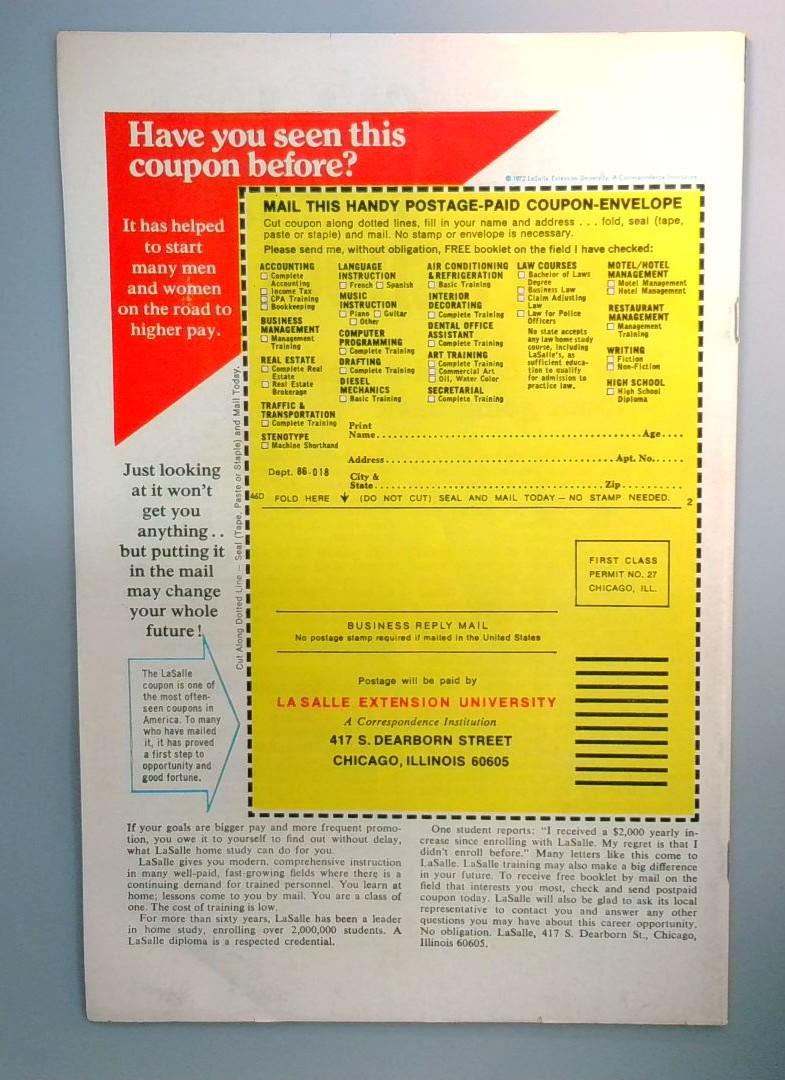 Have you seen this
coupon before?
© 1972 LaSalle Extension University, A Correspondence Institution
It has helped
to start
many men
and women
on the road to
higher pay.
Just looking
at it won't
get you
anything . .
but putting it
in the mail
may change
your whole
future!
The LaSalle
coupon is one of
the most often-
seen coupons in
America. To many
who have mailed
it, it has proved
a first step to
opportunity and
good fortune.
Cut Along Dotted Line — Seal (Tape, Paste or Staple) and Mail Today.
MAIL THIS HANDY POSTAGE-PAID COUPON-ENVELOPE
Cut coupon along dotted lines, fill in your name and address . . . fold, seal (tape,
paste or staple) and mail. No stamp or envelope is necessary.
Please send me, without obligation, FREE booklet on the field I have checked:
ACCOUNTING
Complete
Accounting
Income Tax
CPA Training
Bookkeeping
BUSINESS
MANAGEMENT
Management
Training
REAL ESTATE
Complete Real
Estate
Real Estate
Brokerage
TRAFFIC &
TRANSPORTATION
Complete Training
STENOTYPE
Machine Shorthand
LANGUAGE
INSTRUCTION
French Spanish
MUSIC
INSTRUCTION
Piano Guitar
Other
COMPUTER
PROGRAMMING
Complete Training
DRAFTING
Complete Training
DIESEL
MECHANICS
Basic Training
AIR CONDITIONING
& REFRIGERATION
Basic Training
INTERIOR
DECORATING
Complete Training
DENTAL OFFICE
ASSISTANT
Complete Training
ART TRAINING
Complete Training
Commercial Art
Oil, Water Color
SECRETARIAL
Complete Training
LAW COURSES
Bachelor of Laws
Degree
Business Law
Claim Adjusting
Law
Law for Police
Officers
No state accepts
any law home study
course, including
LaSalle's, as
sufficient educa-
tion to qualify
for admission to
practice law.
MOTEL/HOTEL
MANAGEMENT
Motel Management
Hotel Management
RESTAURANT
MANAGEMENT
Management
Training
WRITING
Fiction
Non-Fiction
HIGH SCHOOL
High School
Diploma
Print
Name Age
Address Apt. No.
Dept. 86-018
City &
State Zip
46D FOLD HERE (DO NOT CUT) SEAL AND MAIL TODAY — NO STAMP NEEDED. 2
FIRST CLASS
PERMIT NO. 27
CHICAGO, ILL.
BUSINESS REPLY MAIL
No postage stamp required if mailed in the United States
Postage will be paid by
LA SALLE EXTENSION UNIVERSITY
A Correspondence Institution
417 S. DEARBORN STREET
CHICAGO, ILLINOIS 60605
If your goals are bigger pay and more frequent promo-
tion, you owe it to yourself to find out without delay,
what LaSalle home study can do for you.
LaSalle gives you modern, comprehensive instruction
in many well-paid, fast-growing fields where there is a
continuing demand for trained personnel. You learn at
home; lessons come to you by mail. You are a class of
one. The cost of training is low.
For more than sixty years, LaSalle has been a leader
in home study, enrolling over 2,000,000 students. A
LaSalle diploma is a respected credential.
One student reports: "I received a $2,000 yearly in-
crease since enrolling with LaSalle. My regret is that I
didn't enroll before." Many letters like this come to
LaSalle. LaSalle training may also make a big difference
in your future. To receive free booklet by mail on the
field that interests you most, check and send postpaid
coupon today. LaSalle will also be glad to ask its local
representative to contact you and answer any other
questions you may have about this career opportunity.
No obligation. LaSalle, 417 S. Dearborn St., Chicago,
Illinois 60605.